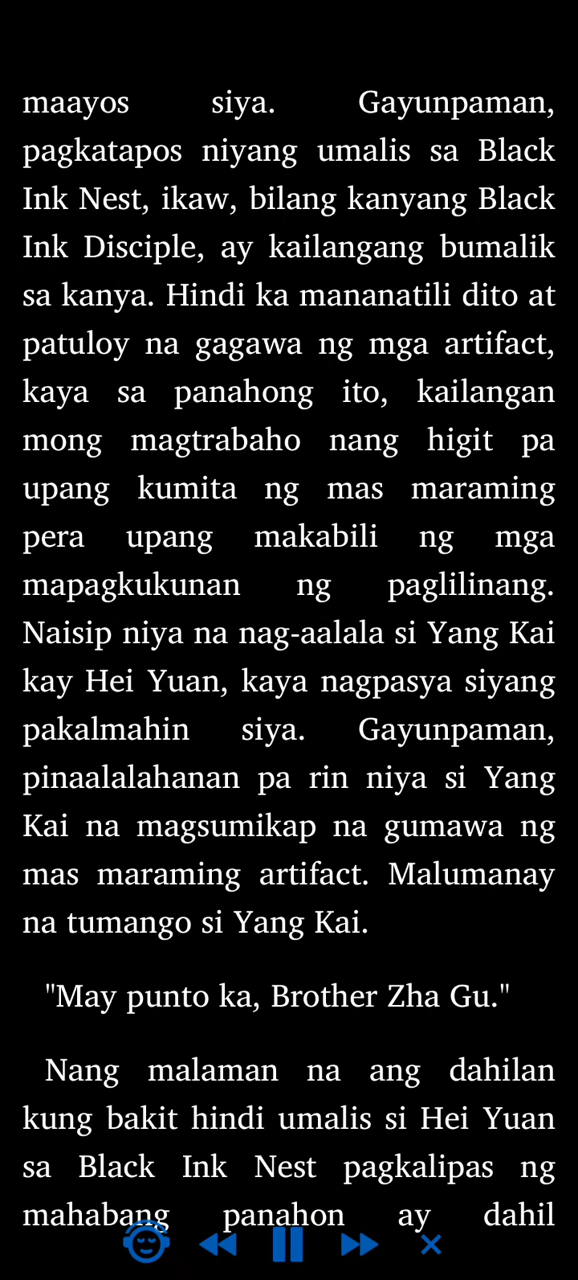 maayos siya. Gayunpaman,
pagkatapos niyang umalis sa Black
Ink Nest, ikaw, bilang kanyang Black
Ink Disciple, ay kailangang bumalik
sa kanya. Hindi ka mananatili dito at
patuloy na gagawa ng mga artifact,
kaya sa panahong ito, kailangan
mong magtrabaho nang higit pa
upang kumita ng mas maraming
pera upang makabili ng mga
mapagkukunan ng paglilinang.
Naisip niya na nag-aalala si Yang Kai
kay Hei Yuan, kaya nagpasya siyang
pakalmahin siya. Gayunpaman,
pinaalalahanan pa rin niya si Yang
Kai na magsumikap na gumawa ng
mas maraming artifact. Malumanay
na tumango si Yang Kai.
"May punto ka, Brother Zha Gu."
Nang malaman na ang dahilan
kung bakit hindi umalis si Hei Yuan
sa Black Ink Nest pagkalipas ng
mahabang panahon ay dahil